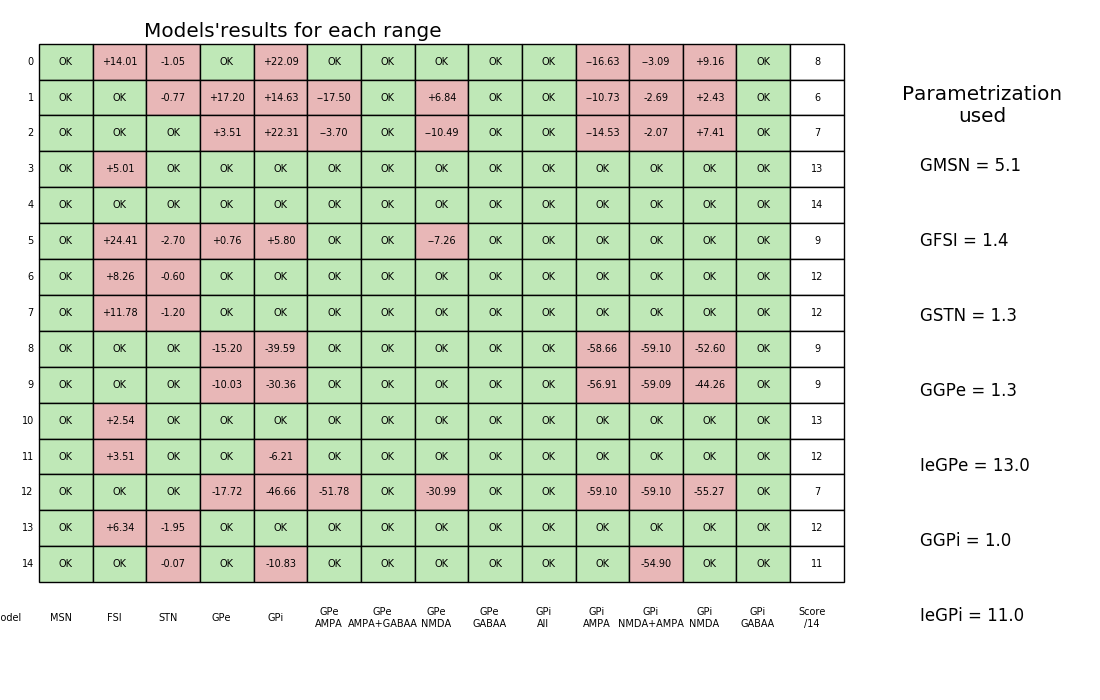 Models'results for each range
0 OK +14.01 -1.05 OK +22.09 OK OK OK OK OK --16.63 --3.09 +9.16 OK 8
1 OK OK -0.77 +17.20 +14.63 --17.50 OK +6.84 OK OK --10.73 -2.69 +2.43 OK 6
2 OK OK OK +3.51 +22.31 --3.70 OK --10.49 OK OK --14.53 -2.07 +7.41 OK 7
3 OK +5.01 OK OK OK OK OK OK OK OK OK OK OK OK 13
4 OK OK OK OK OK OK OK OK OK OK OK OK OK OK 14
5 OK +24.41 -2.70 +0.76 +5.80 OK OK --7.26 OK OK OK OK OK OK 9
6 OK +8.26 -0.60 OK OK OK OK OK OK OK OK OK OK OK 12
7 OK +11.78 -1.20 OK OK OK OK OK OK OK OK OK OK OK 12
8 OK OK OK -15.20 -39.59 OK OK OK OK OK -58.66 -59.10 -52.60 OK 9
9 OK OK OK -10.03 -30.36 OK OK OK OK OK -56.91 -59.09 -44.26 OK 9
10 OK +2.54 OK OK OK OK OK OK OK OK OK OK OK OK 13
11 OK +3.51 OK OK -6.21 OK OK OK OK OK OK OK OK OK 12
12 OK OK OK -17.72 -46.66 -51.78 OK -30.99 OK OK -59.10 -59.10 -55.27 OK 7
13 OK +6.34 -1.95 OK OK OK OK OK OK OK OK OK OK OK 12
14 OK OK -0.07 OK -10.83 OK OK OK OK OK OK -54.90 OK OK 11
GPe GPe GPe GPe GPi GPi GPi GPi GPi Score
odel MSN FSI STN GPe GPi
AMPA AMPA+GABAA NMDA GABAA All AMPA NMDA+AMPA NMDA GABAA /14
Parametrization
used
GMSN = 5.1
GFSI = 1.4
GSTN = 1.3
GGPe = 1.3
IeGPe = 13.0
GGPi = 1.0
IeGPi = 11.0